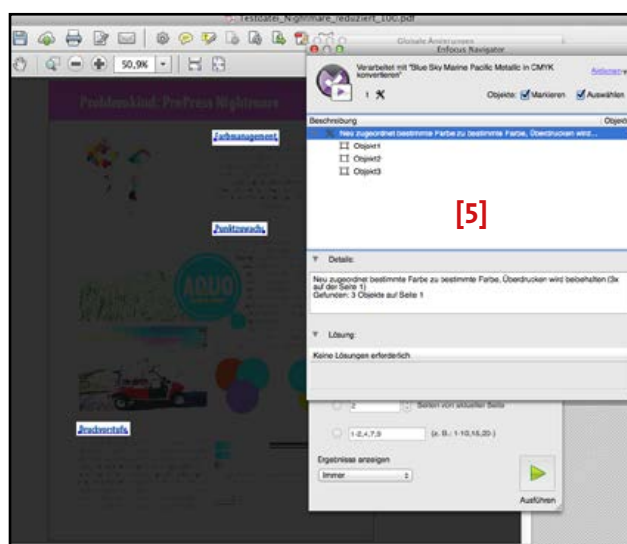 Testdatei_Nightmare_reduziert_100.pdf
Globale Änderungen
50,9%
Enfocus Navigator
Verarbeitet mit "Blue Sky Marine Pacific Metallic in CMYK
konvertieren"
Aktionen
1
Objekte: Markieren Auswählen
Beschreibung
Objekt
Neu zugeordnet bestimmte Farbe zu bestimmte Farbe, Überdrucken wird...
Objekt1
Objekt2
Objekt3
[5]
Details:
Neu zugeordnet bestimmte Farbe zu bestimmte Farbe, Überdrucken wird beibehalten (3x
auf der Seite 1)
Gefunden: 3 Objekte auf Seite 1
Lösung:
Keine Lösungen erforderlich
2
Seiten von aktueller Seite
1-2,4,7,9
(z. B.: 1-10,15,20-)
Ergebnisse anzeigen
Immer
Ausführen
Problemkind: PrePress Nightmare
Farbmanagement
Punktzuwachs
AQUO
Druckvorstufe